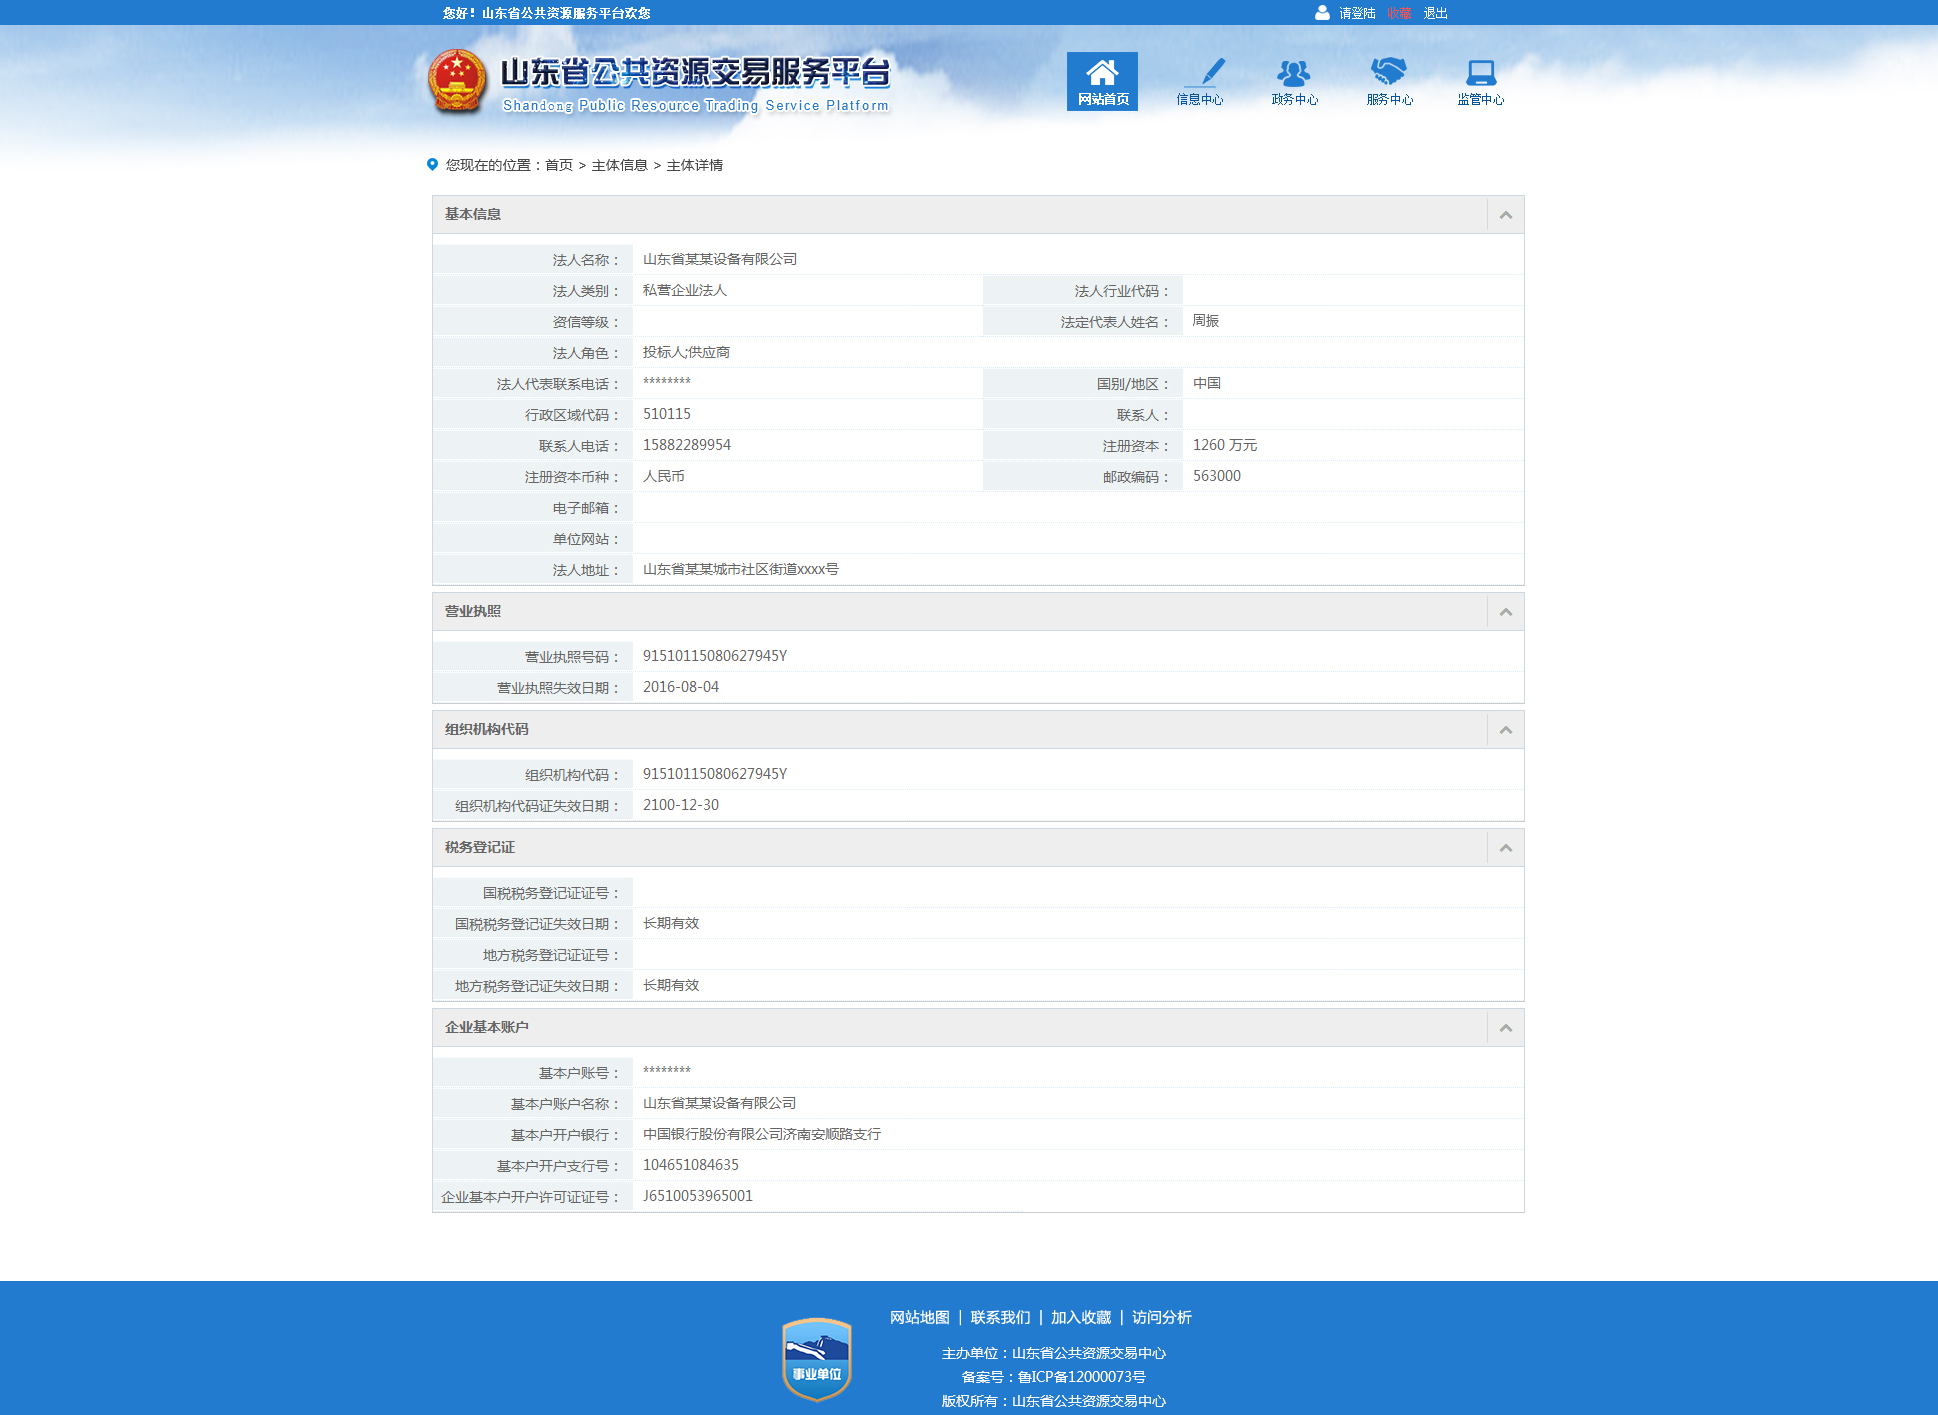 您好！山东省公共资源服务平台欢您
请登陆 收藏 退出
山东省公共资源交易服务平台
Shandong Public Resource Trading Service Platform
网站首页 信息中心 政务中心 服务中心 监管中心
您现在的位置：首页 > 主体信息 > 主体详情
基本信息
法人名称： 山东省某某设备有限公司
法人类别： 私营企业法人 法人行业代码：
资信等级： 法定代表人姓名： 周振
法人角色： 投标人;供应商
法人代表联系电话： ******** 国别/地区： 中国
行政区域代码： 510115 联系人：
联系人电话： 15882289954 注册资本： 1260 万元
注册资本币种： 人民币 邮政编码： 563000
电子邮箱：
单位网站：
法人地址： 山东省某某城市社区街道xxxx号
营业执照
营业执照号码： 91510115080627945Y
营业执照失效日期： 2016-08-04
组织机构代码
组织机构代码： 91510115080627945Y
组织机构代码证失效日期： 2100-12-30
税务登记证
国税税务登记证证号：
国税税务登记证失效日期： 长期有效
地方税务登记证证号：
地方税务登记证失效日期： 长期有效
企业基本账户
基本户账号： ********
基本户账户名称： 山东省某某设备有限公司
基本户开户银行： 中国银行股份有限公司济南安顺路支行
基本户开户支行号： 104651084635
企业基本户开户许可证证号： J6510053965001
网站地图 | 联系我们 | 加入收藏 | 访问分析
事业单位
主办单位：山东省公共资源交易中心
备案号：鲁ICP备12000073号
版权所有：山东省公共资源交易中心